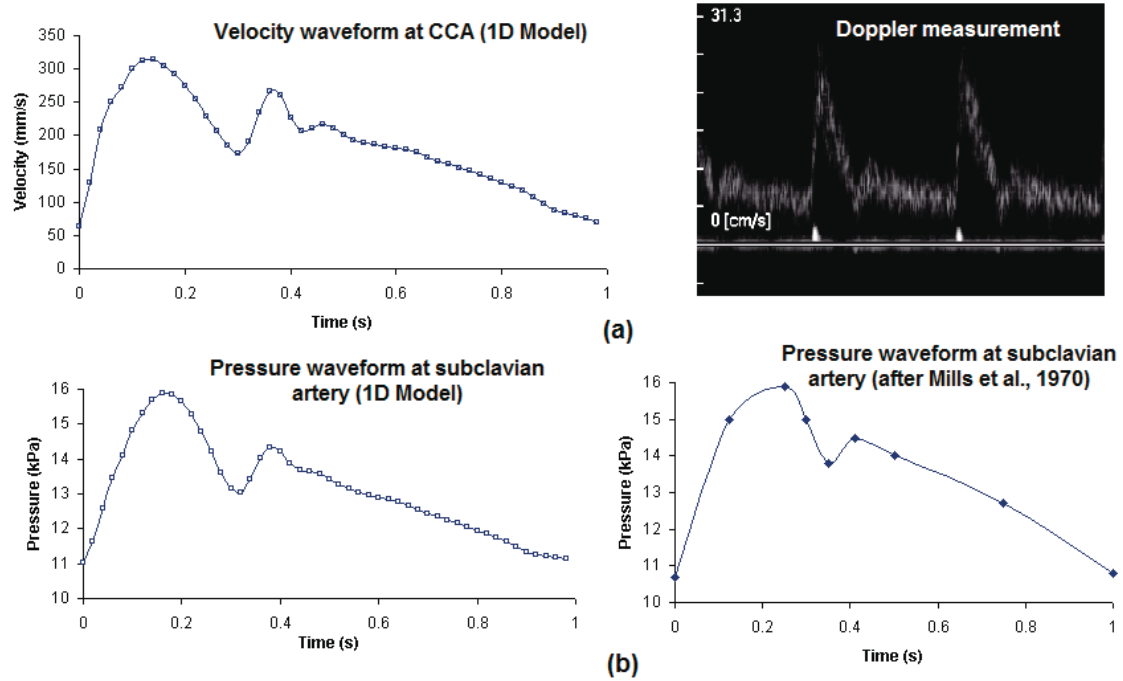 Velocity waveform at CCA (1D Model)
350
300
250
200
150
100
50
0
Velocity (mm/s)
0 0.2 0.4 0.6 0.8 1
Time (s)
31.3
Doppler measurement
0 [cm/s]
(a)
Pressure waveform at subclavian
artery (1D Model)
16
15
14
13
12
11
10
Pressure (kPa)
0 0.2 0.4 0.6 0.8 1
Time (s)
Pressure waveform at subclavian
artery (after Mills et al., 1970)
16
15
14
13
12
11
10
Pressure (kPa)
0 0.2 0.4 0.6 0.8 1
Time (s)
(b)